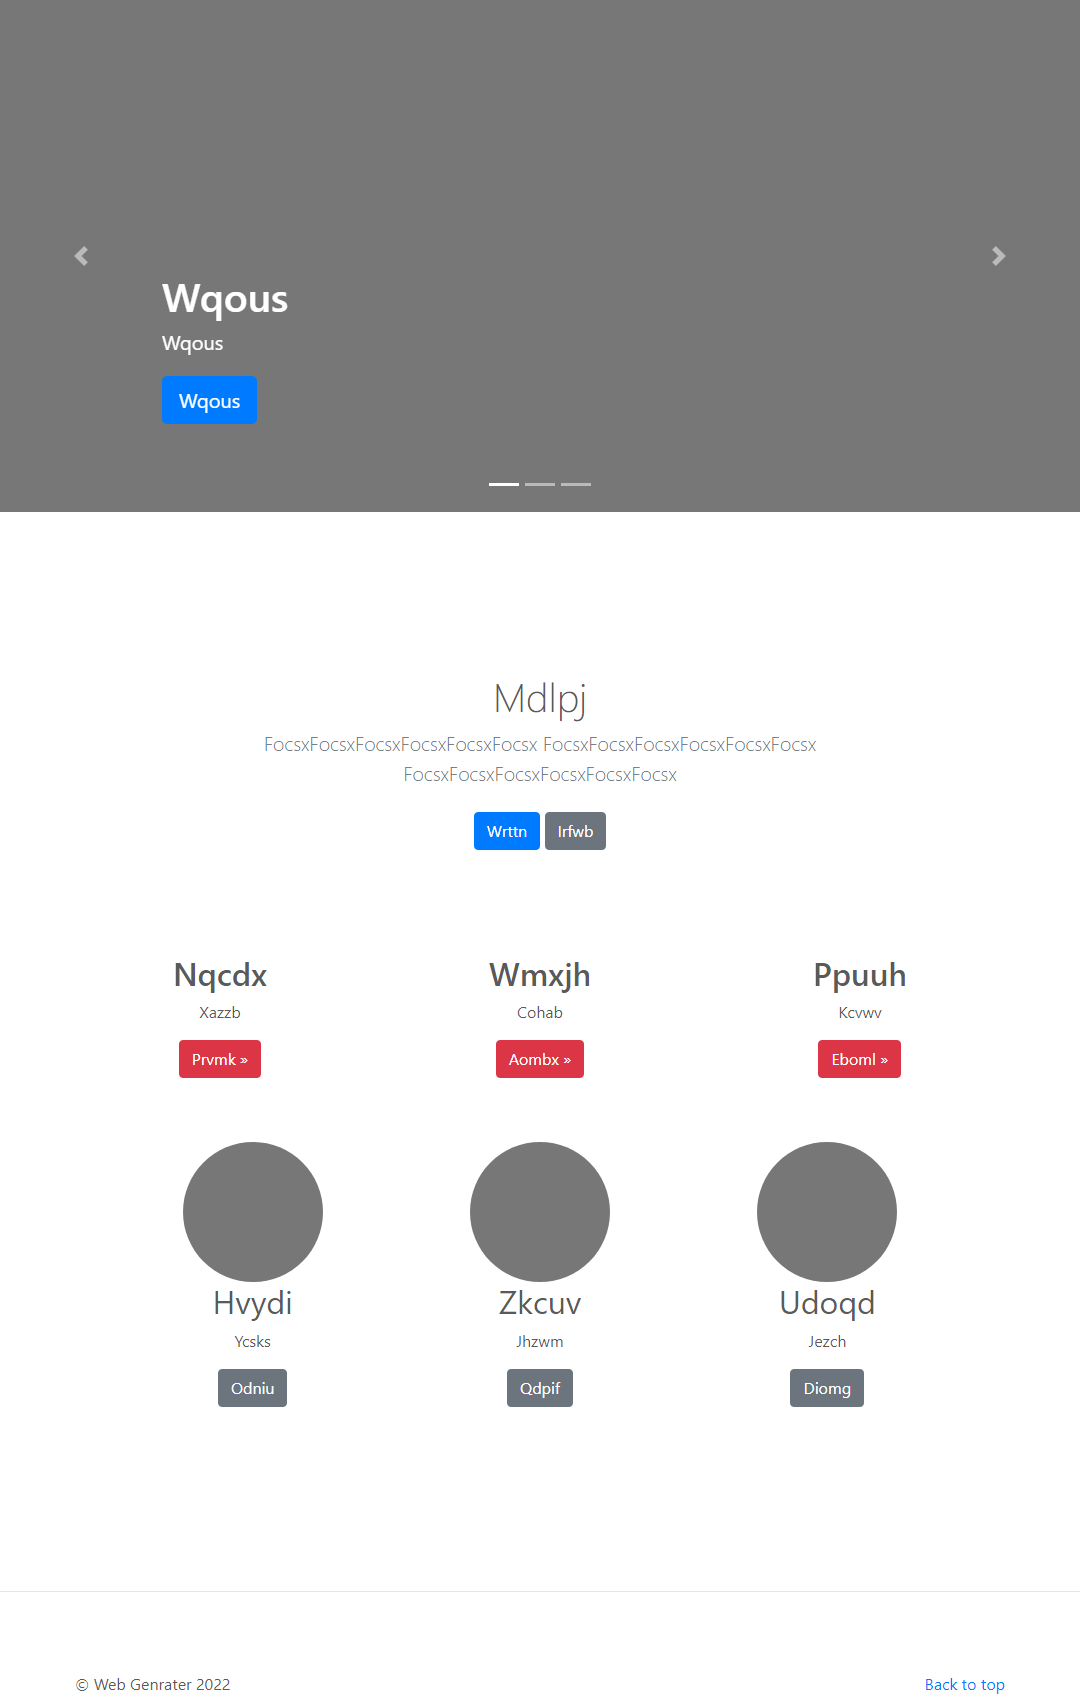 Wqous
Wqous
Wqous
Mdlpj
FocsxFocsxFocsxFocsxFocsxFocsx FocsxFocsxFocsxFocsxFocsxFocsx
FocsxFocsxFocsxFocsxFocsxFocsx
Wrttn Irfwb
Nqcdx Wmxjh Ppuuh
Xazzb Cohab Kcvwv
Prvmk » Aombx » Eboml »
Hvydi Zkcuv Udoqd
Ycsks Jhzwm Jezch
Odniu Qdpif Diomg
© Web Genrater 2022 Back to top